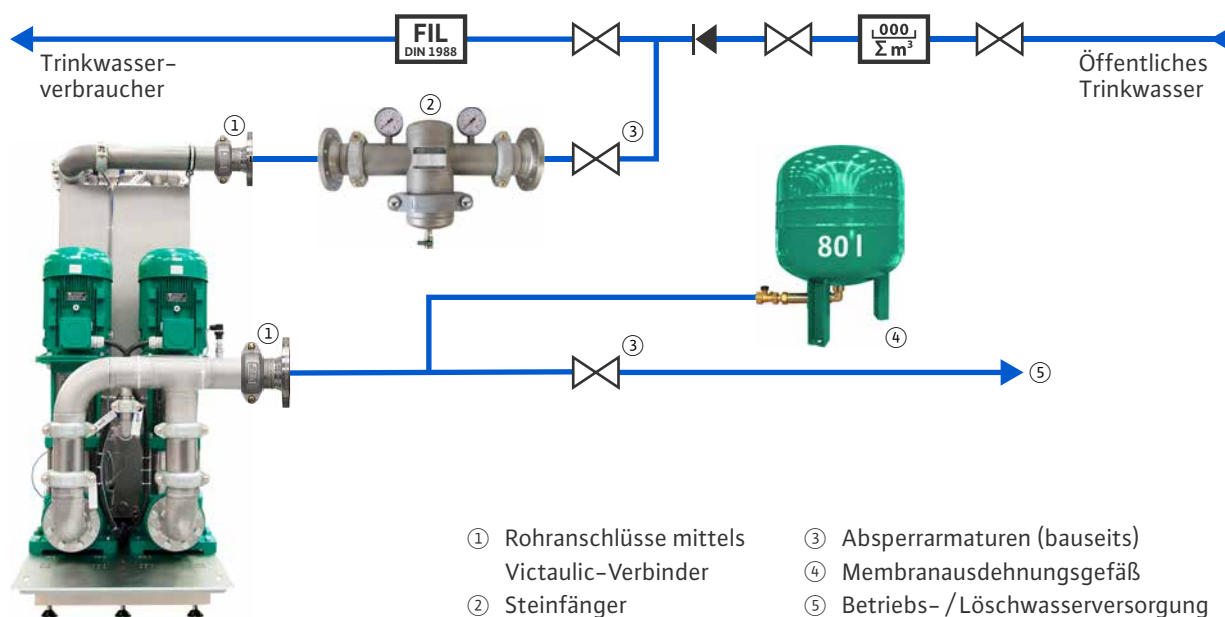 FIL
DIN 1988
000
Σ m³
Trinkwasser-
verbraucher
Öffentliches
Trinkwasser
①
②
③
80 l
①
③
④
⑤
① Rohranschlüsse mittels
Victaulic-Verbinder
② Steinfänger
③ Absperrarmaturen (bauseits)
④ Membranausdehnungsgefäß
⑤ Betriebs- / Löschwasserversorgung